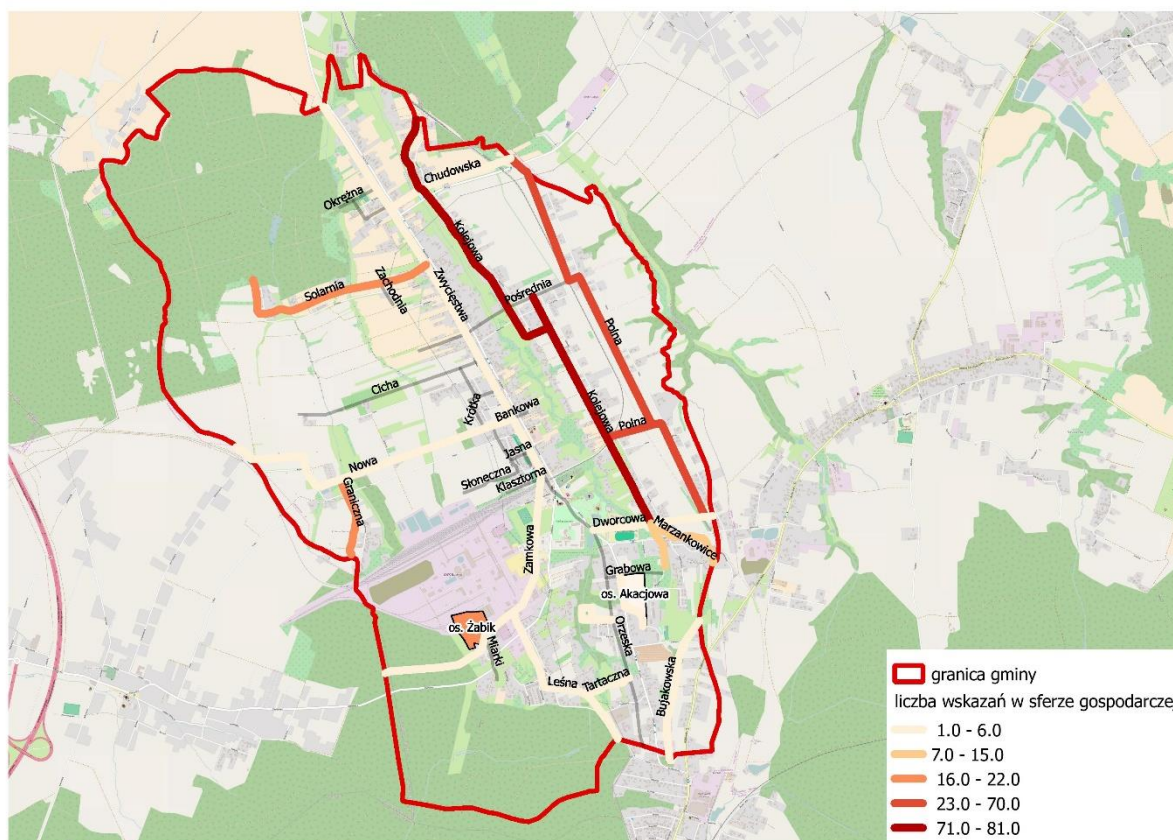 Chudowska
Okrężna
Kolejowa
Zachodnia
Solarnia
Zwycięstwa
Pośrednia
Polna
Cicha
Krótka
Bankowa
Kolejowa
Polna
Jasna
Nowa
Słoneczna
Klasztorna
Graniczna
Dworcowa
Marzankowice
Zamkowa
Grabowa
os. Akacjowa
os. Żabik
Miarki
Orzeska
Leśna
Tartaczna
Bujakowska
granica gminy
liczba wskazań w sferze gospodarczej
1.0 - 6.0
7.0 - 15.0
16.0 - 22.0
23.0 - 70.0
71.0 - 81.0